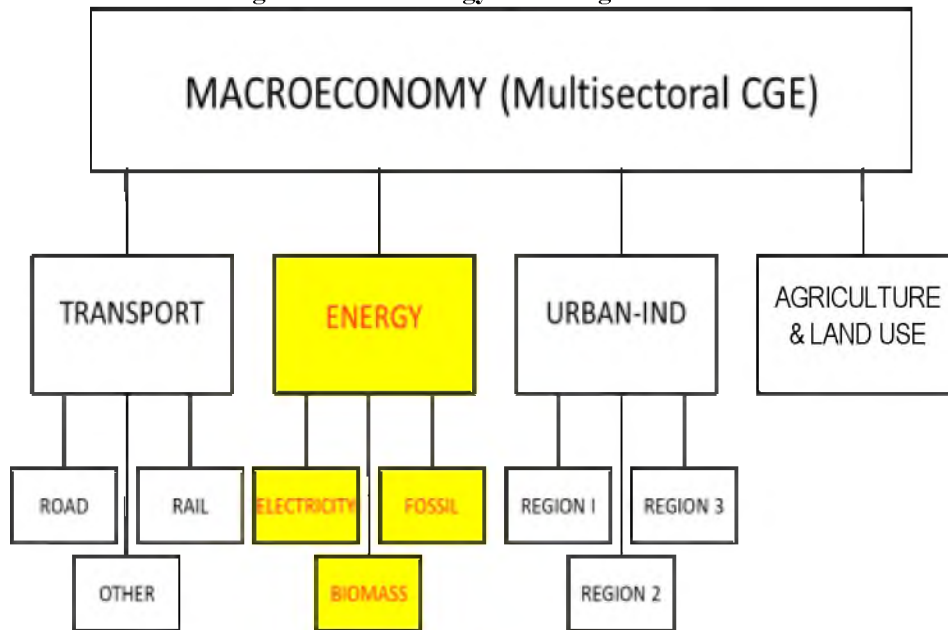 MACROECONOMY (Multisectoral CGE)
TRANSPORT
ENERGY
URBAN-IND
AGRICULTURE
& LAND USE
ROAD
RAIL
ELECTRICITY
FOSSIL
REGION I
REGION 3
OTHER
BIOMASS
REGION 2